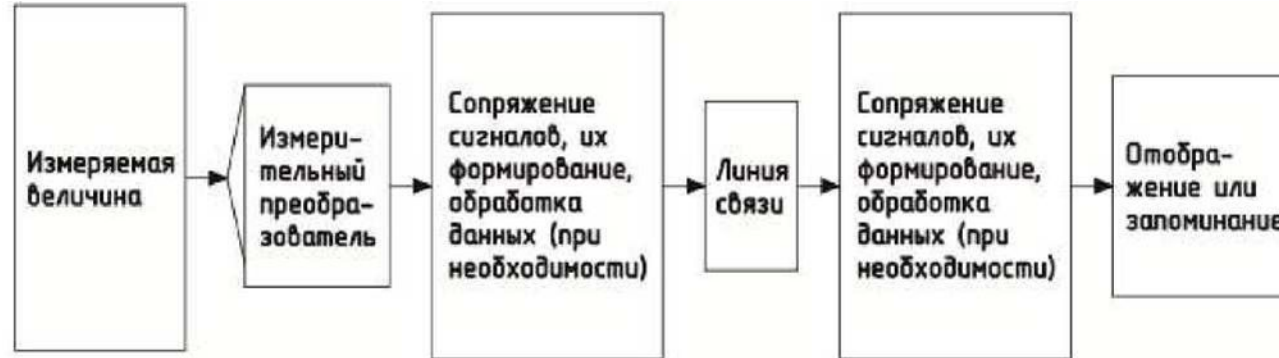 Измеряемая
величина
Измери-
тельный
преобра-
зователь
Сопряжение
сигналов, их
формирование,
обработка
данных (при
необходимости)
Линия
связи
Сопряжение
сигналов, их
формирование,
обработка
данных (при
необходимости)
Отобра-
жение или
запоминание